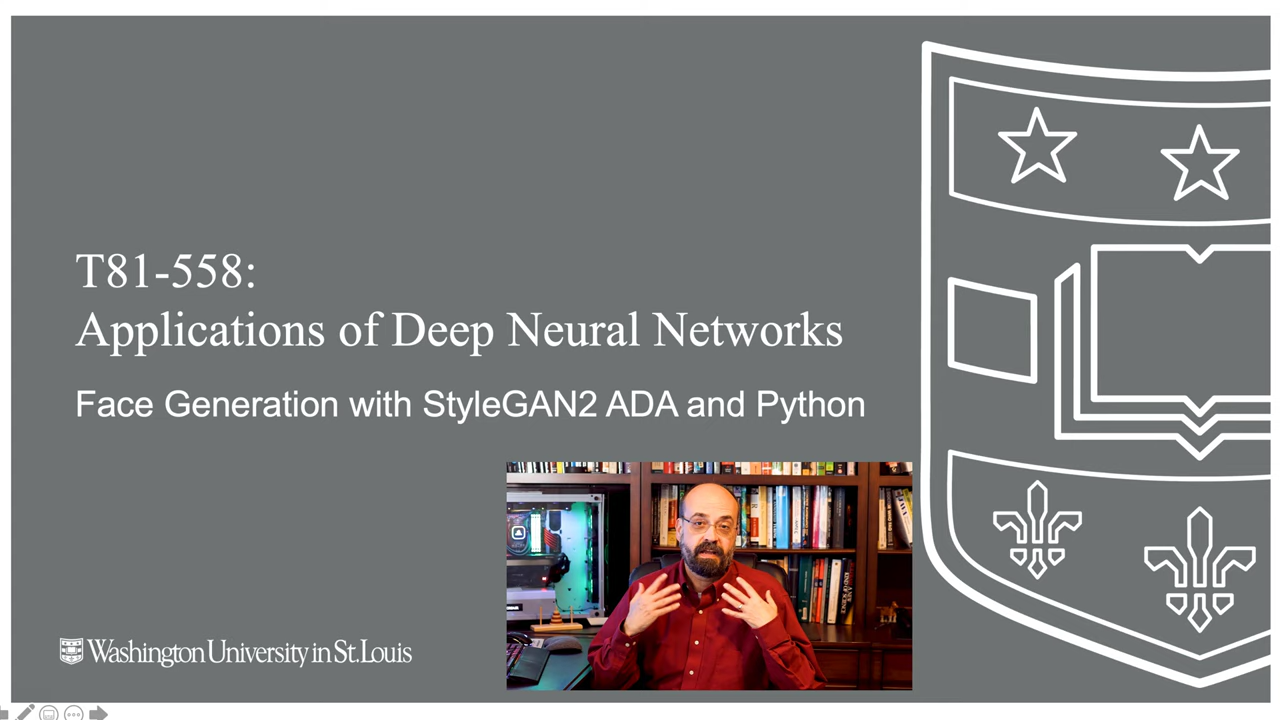 T81-558:
Applications of Deep Neural Networks
Face Generation with StyleGAN2 ADA and Python
Washington University in St. Louis